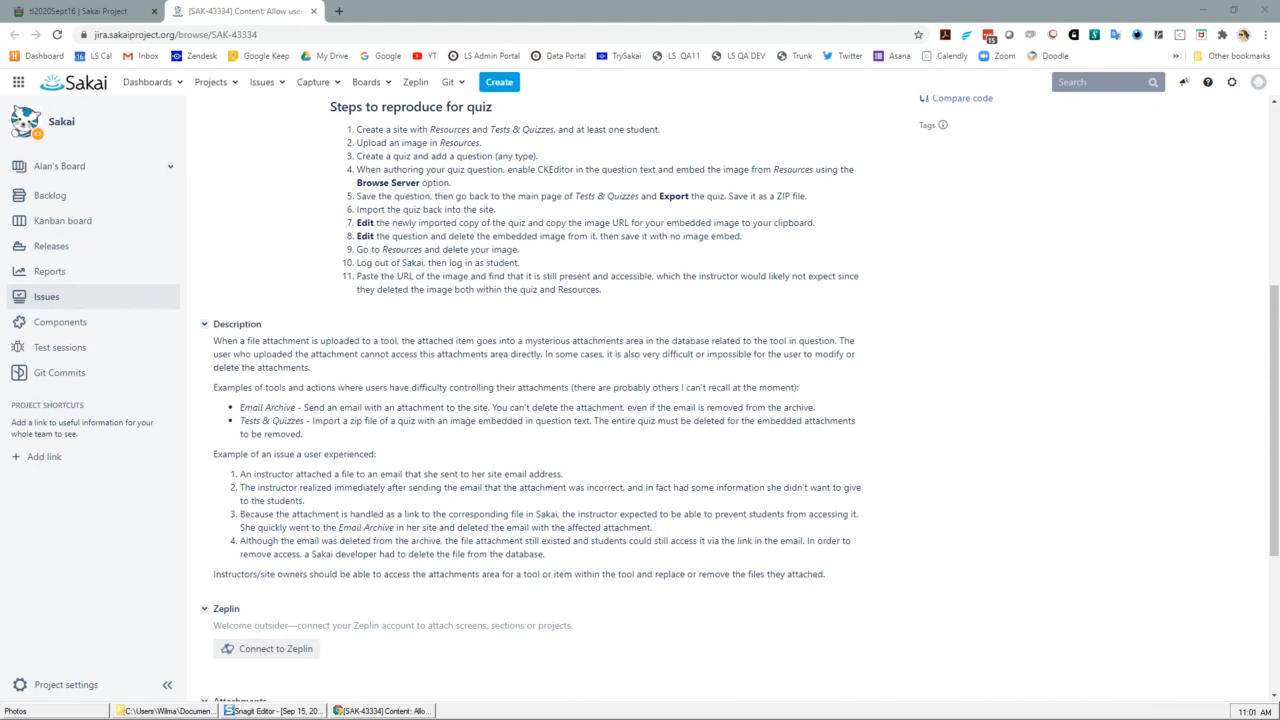 tl2020Sept16 | Sakai Project
[SAK-43334] Content: Allow use
jira.sakaiproject.org/browse/SAK-43334
15
Dashboard
LS Cal
Inbox
Zendesk
Google Keep
My Drive
Google
YT
LS Admin Portal
Data Portal
TrySakai
LS QA11
LS QA DEV
Trunk
Twitter
Asana
Calendly
Zoom
Doodle
»
Other bookmarks
Sakai
Dashboards
Projects
Issues
Capture
Boards
Zeplin
Git
Create
Search
Sakai
Alan's Board
Backlog
Kanban board
Releases
Reports
Issues
Components
Test sessions
Git Commits
PROJECT SHORTCUTS
Add a link to useful information for your
whole team to see.
+ Add link
Project settings
Steps to reproduce for quiz
1. Create a site with Resources and Tests & Quizzes, and at least one student.
2. Upload an image in Resources.
3. Create a quiz and add a question (any type).
4. When authoring your quiz question, enable CKEditor in the question text and embed the image from Resources using the
Browse Server option.
5. Save the question, then go back to the main page of Tests & Quizzes and Export the quiz. Save it as a ZIP file.
6. Import the quiz back into the site.
7. Edit the newly imported copy of the quiz and copy the image URL for your embedded image to your clipboard.
8. Edit the question and delete the embedded image from it, then save it with no image embed.
9. Go to Resources and delete your image.
10. Log out of Sakai, then log in as student.
11. Paste the URL of the image and find that it is still present and accessible, which the instructor would likely not expect since
they deleted the image both within the quiz and Resources.
Description
When a file attachment is uploaded to a tool, the attached item goes into a mysterious attachments area in the database related to the tool in question. The
user who uploaded the attachment cannot access this attachments area directly. In some cases, it is also very difficult or impossible for the user to modify or
delete the attachments.
Examples of tools and actions where users have difficulty controlling their attachments (there are probably others I can't recall at the moment):
• Email Archive - Send an email with an attachment to the site. You can't delete the attachment, even if the email is removed from the archive.
• Tests & Quizzes - Import a zip file of a quiz with an image embedded in question text. The entire quiz must be deleted for the embedded attachments
to be removed.
Example of an issue a user experienced:
1. An instructor attached a file to an email that she sent to her site email address.
2. The instructor realized immediately after sending the email that the attachment was incorrect, and in fact had some information she didn't want to give
to the students.
3. Because the attachment is handled as a link to the corresponding file in Sakai, the instructor expected to be able to prevent students from accessing it.
She quickly went to the Email Archive in her site and deleted the email with the affected attachment.
4. Although the email was deleted from the archive, the file attachment still existed and students could still access it via the link in the email. In order to
remove access, a Sakai developer had to delete the file from the database.
Instructors/site owners should be able to access the attachments area for a tool or item within the tool and replace or remove the files they attached.
Zeplin
Welcome outsider—connect your Zeplin account to attach screens, sections or projects.
Connect to Zeplin
Attachments
Compare code
Tags
Photos
C:\Users\Wilma\Documen...
Snagit Editor - [Sep 15, 20...
[SAK-43334] Content: Allo...
11:01 AM